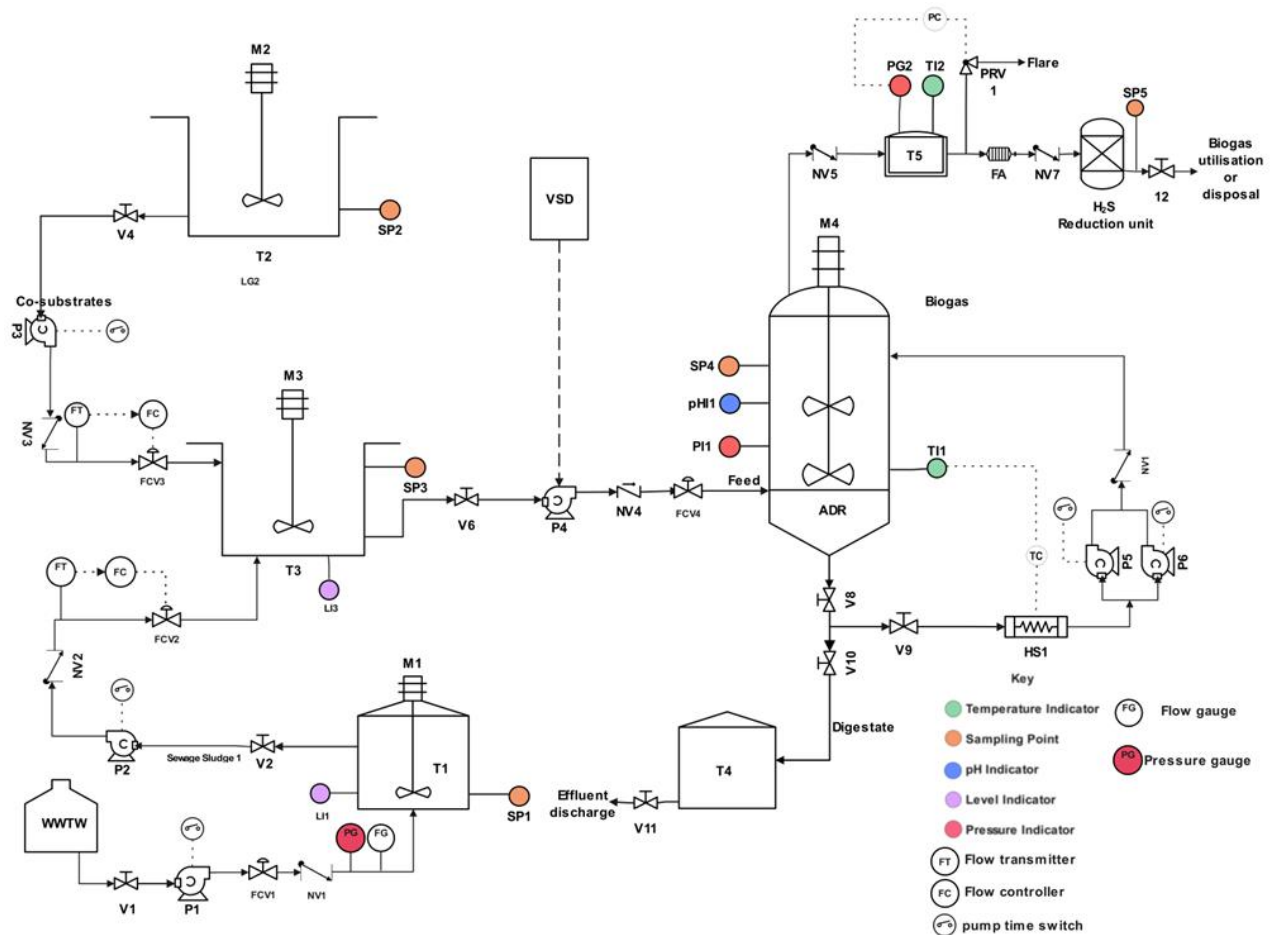 M2
SP2
V4
T2
LG2
Co-substrates
P3
C
VSD
PC
PG2
TI2
PRV
1
Flare
SP5
NV5
T5
FA
NV7
H₂S
Reduction unit
12
Biogas
utilisation
or
disposal
M4
Biogas
SP4
pHI1
PI1
Feed
ADR
TI1
TC
NV1
C
P5
C
P6
HS1
V8
V9
V10
Digestate
M3
NV3
FT
FC
FCV3
SP3
V6
C
P4
NV4
FCV4
T3
LI3
FT
FC
FCV2
NV2
M1
C
P2
Sewage Sludge 1
V2
T1
LI1
SP1
WWTW
V1
C
P1
FCV1
NV1
PG
FG
T4
Effluent
discharge
V11
Key
Temperature Indicator
Sampling Point
pH Indicator
Level Indicator
Pressure Indicator
FT
Flow transmitter
FC
Flow controller
pump time switch
FG
Flow gauge
PG
Pressure gauge